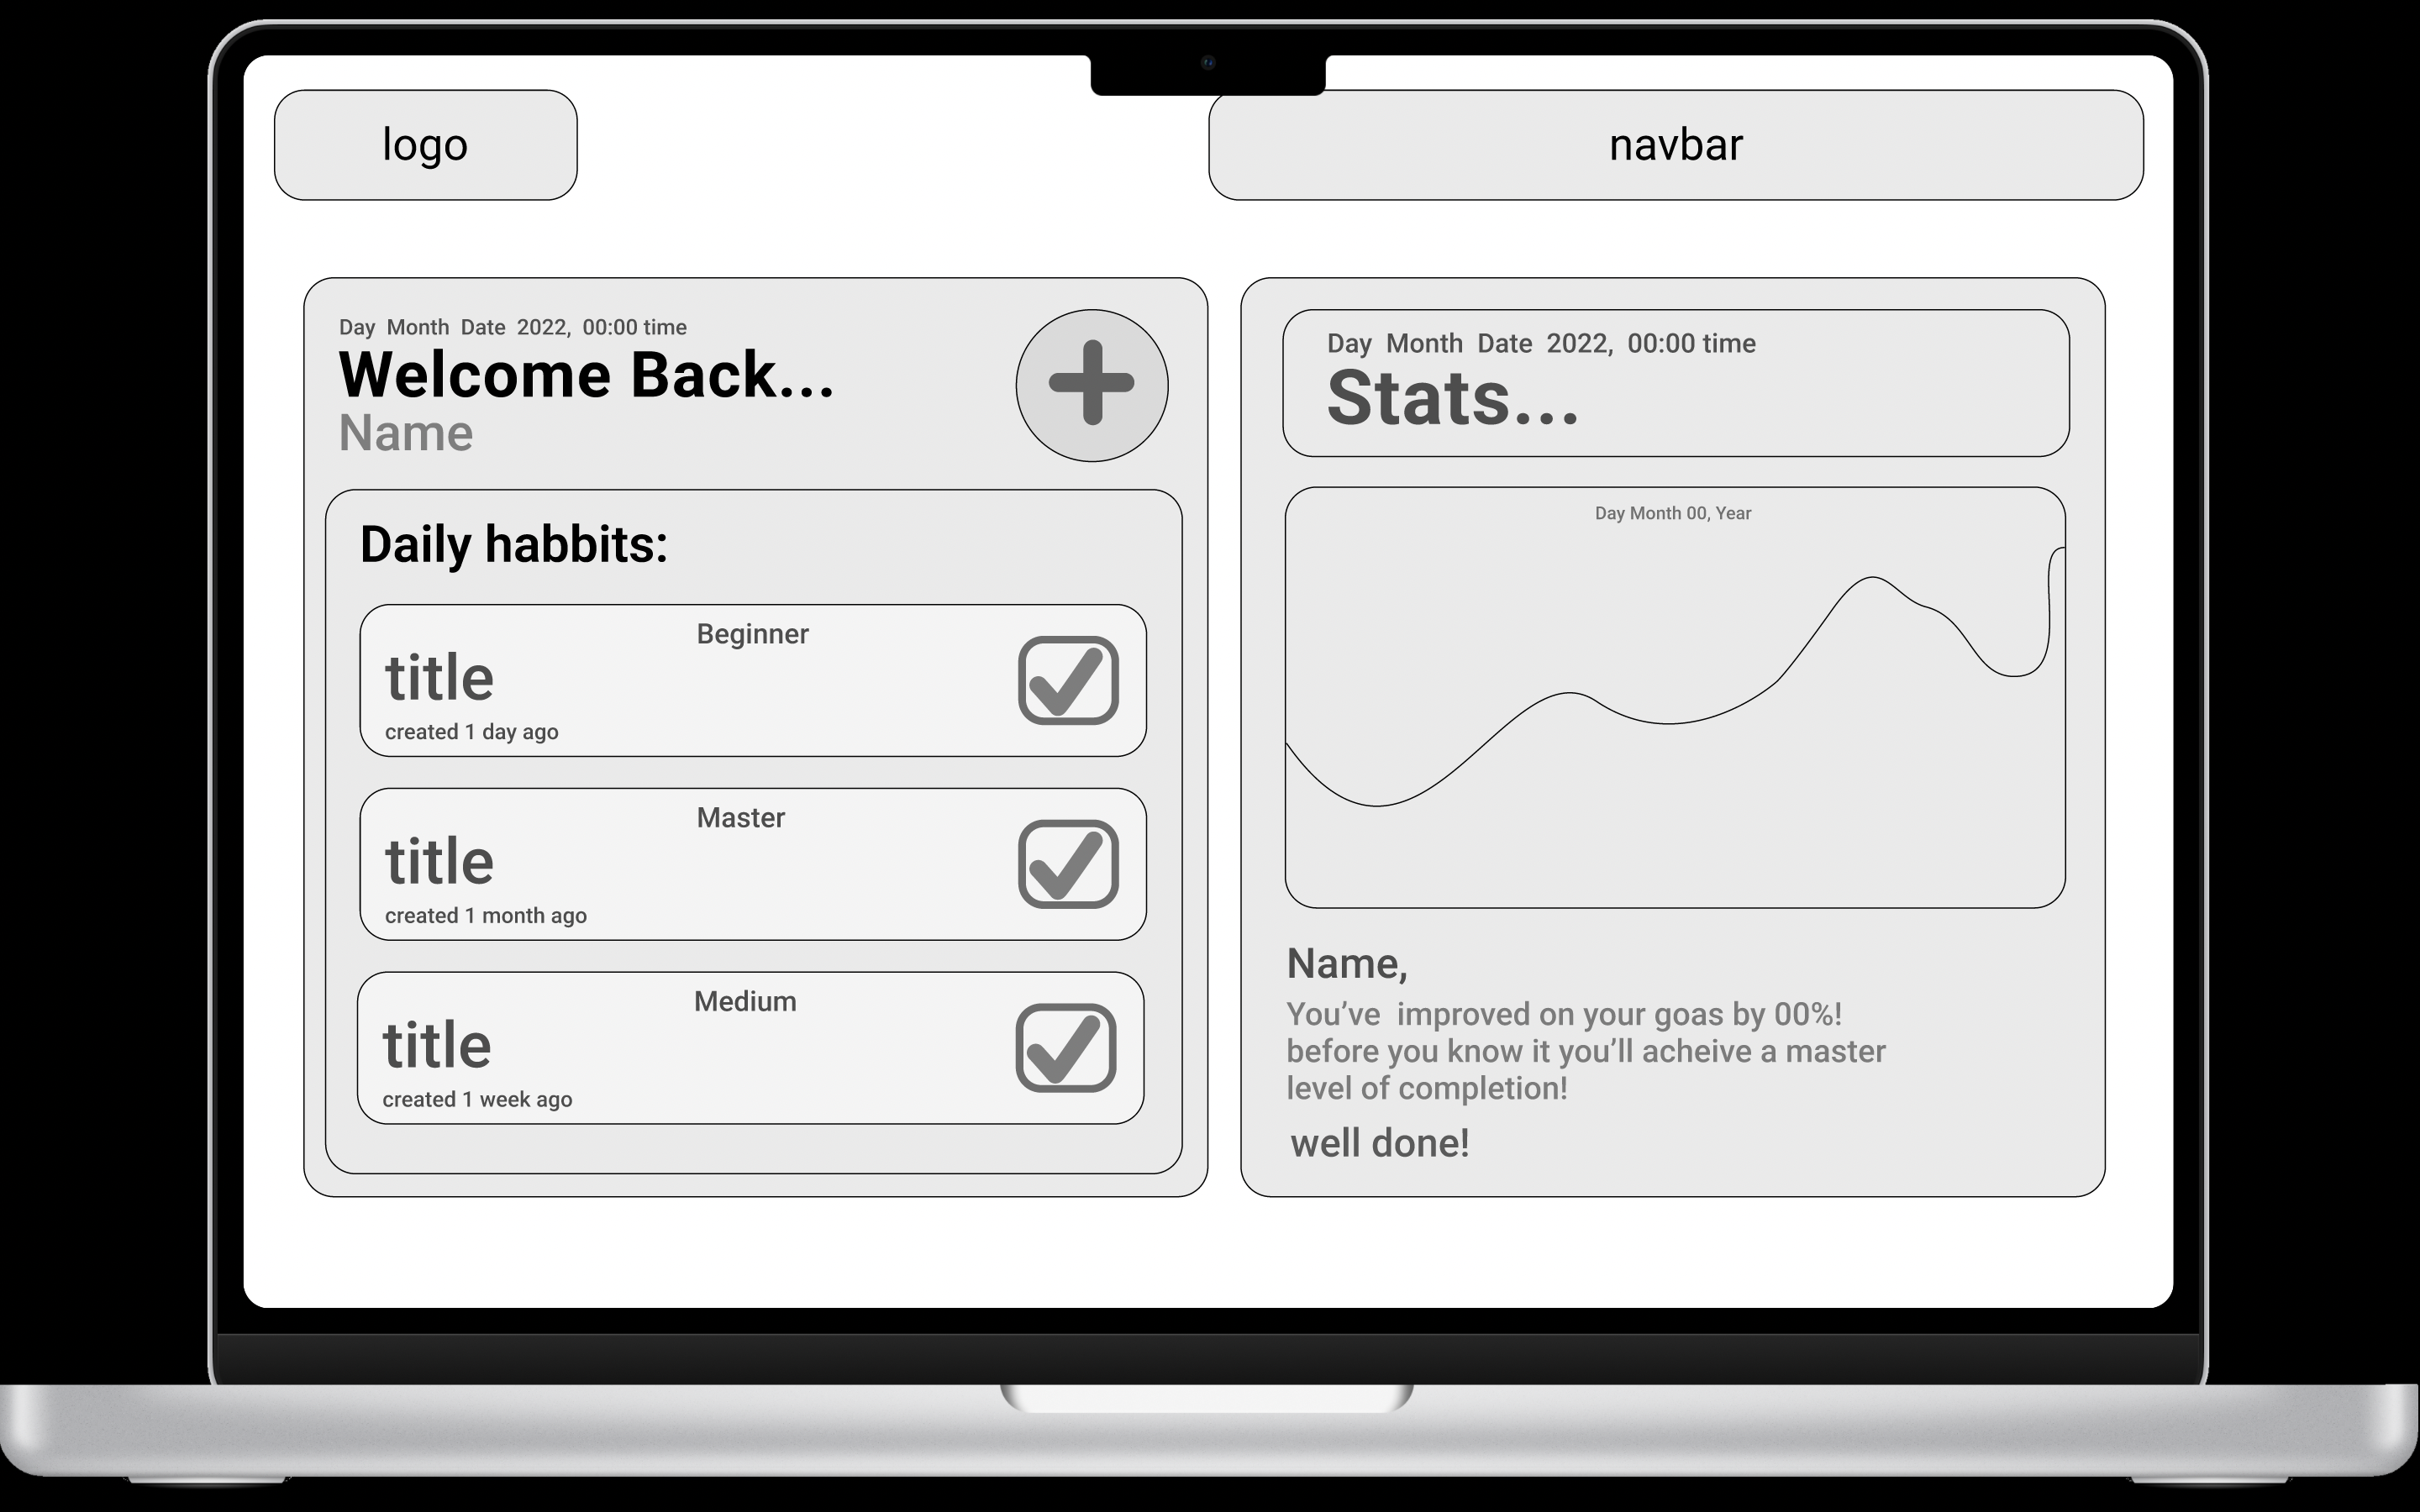 logo
navbar
Day Month Date 2022, 00:00 time
Welcome Back...
Name
Daily habbits:
Beginner
title
created 1 day ago
Master
title
created 1 month ago
Medium
title
created 1 week ago
Day Month Date 2022, 00:00 time
Stats...
Day Month 00, Year
Name,
You’ve improved on your goas by 00%!
before you know it you’ll acheive a master
level of completion!
well done!